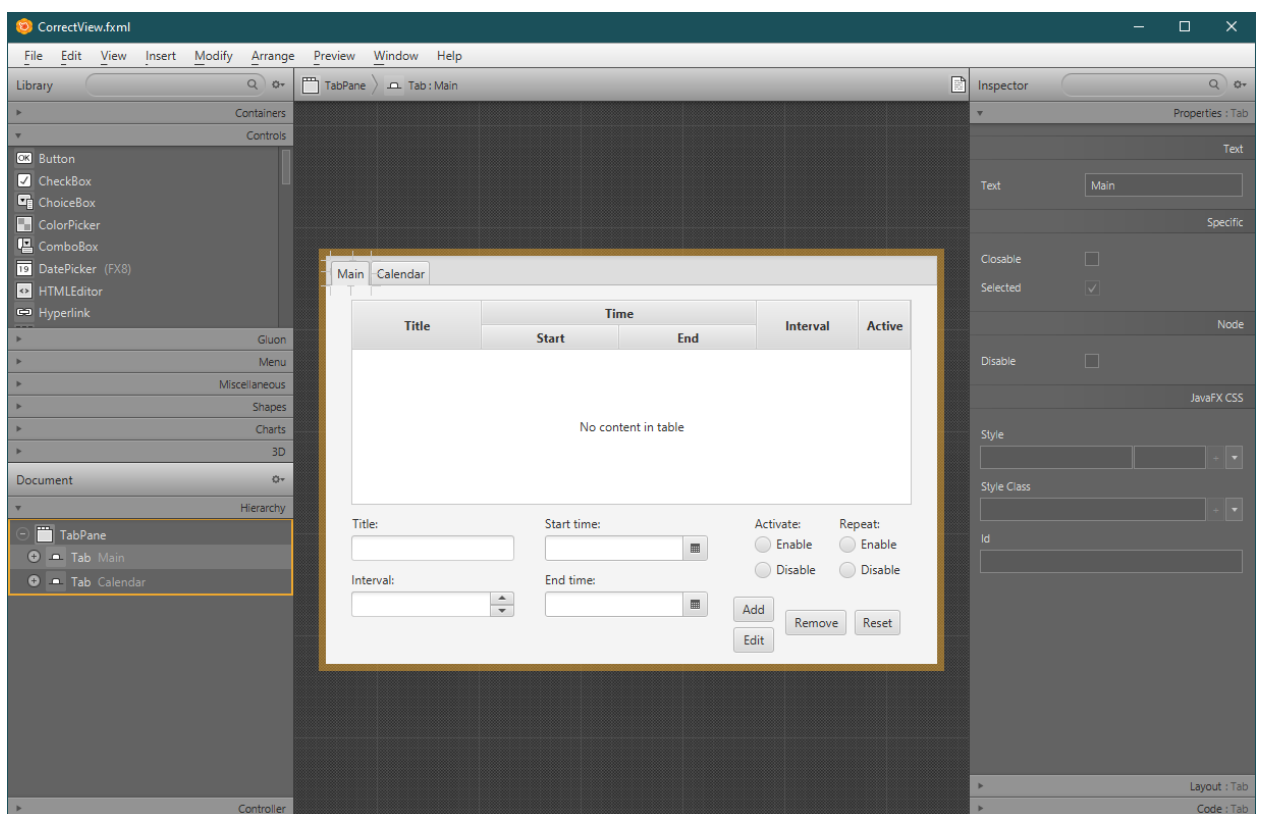 CorrectView.fxml
File Edit View Insert Modify Arrange Preview Window Help
Library
TabPane Tab : Main
Inspector
Containers
Controls
OK Button
CheckBox
ChoiceBox
ColorPicker
ComboBox
19 DatePicker (FX8)
HTMLEditor
Hyperlink
Gluon
Menu
Miscellaneous
Shapes
Charts
3D
Document
Hierarchy
TabPane
Tab Main
Tab Calendar
Controller
Main Calendar
Title Time Interval Active
Start End
No content in table
Title: Start time: Activate: Repeat:
Enable Enable
Disable Disable
Interval: End time:
Add
Remove Reset
Edit
Properties : Tab
Text
Text Main
Specific
Closable
Selected
Node
Disable
JavaFX CSS
Style
Style Class
Id
Layout : Tab
Code : Tab